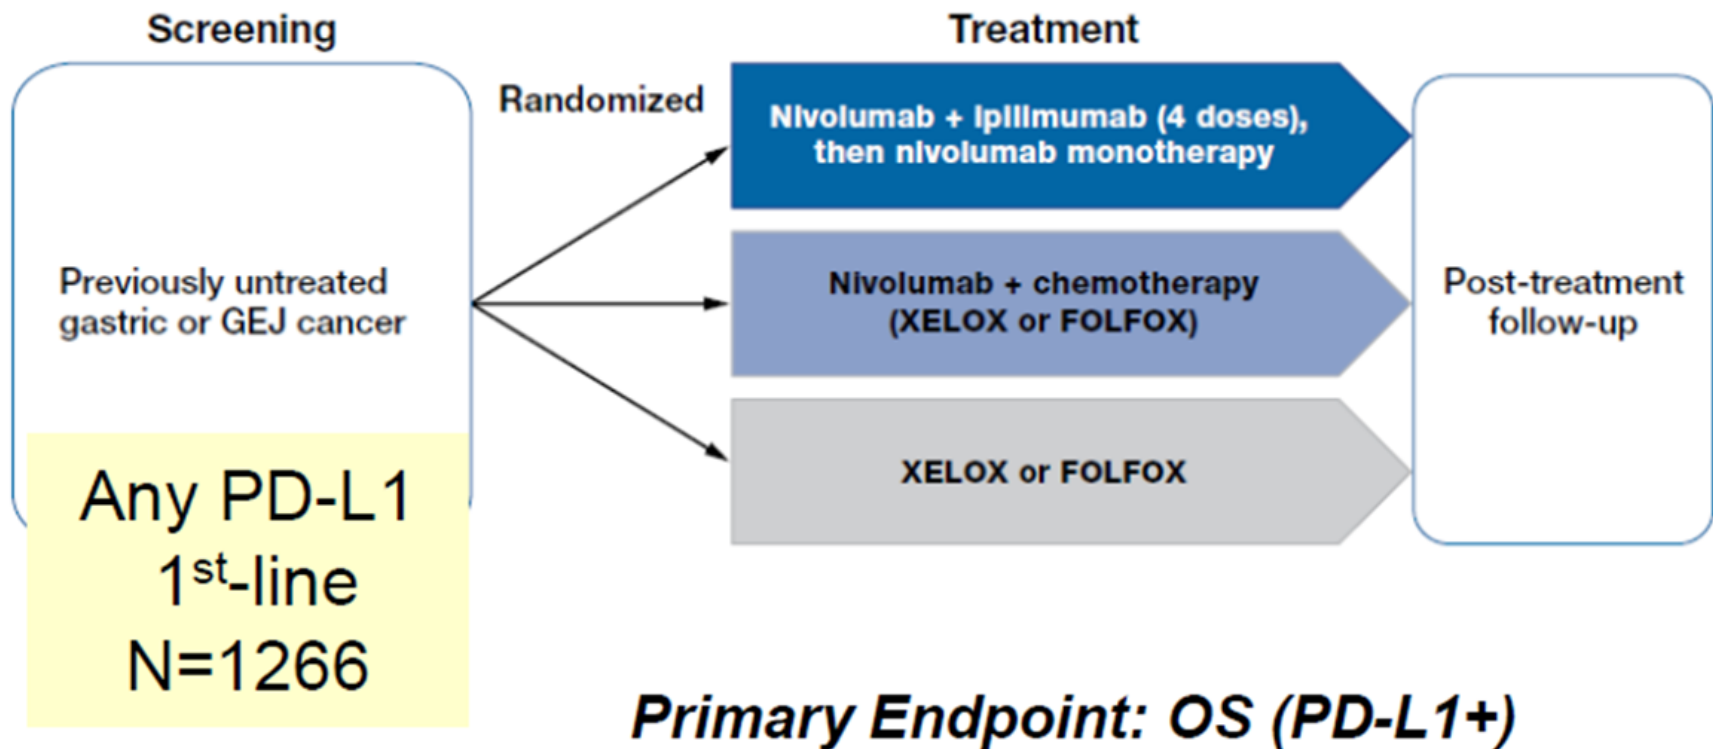 Screening
Treatment
Randomized
Previously untreated
gastric or GEJ cancer
Any PD-L1
1st-line
N=1266
Nivolumab + ipilimumab (4 doses),
then nivolumab monotherapy
Nivolumab + chemotherapy
(XELOX or FOLFOX)
XELOX or FOLFOX
Post-treatment
follow-up
Primary Endpoint: OS (PD-L1+)